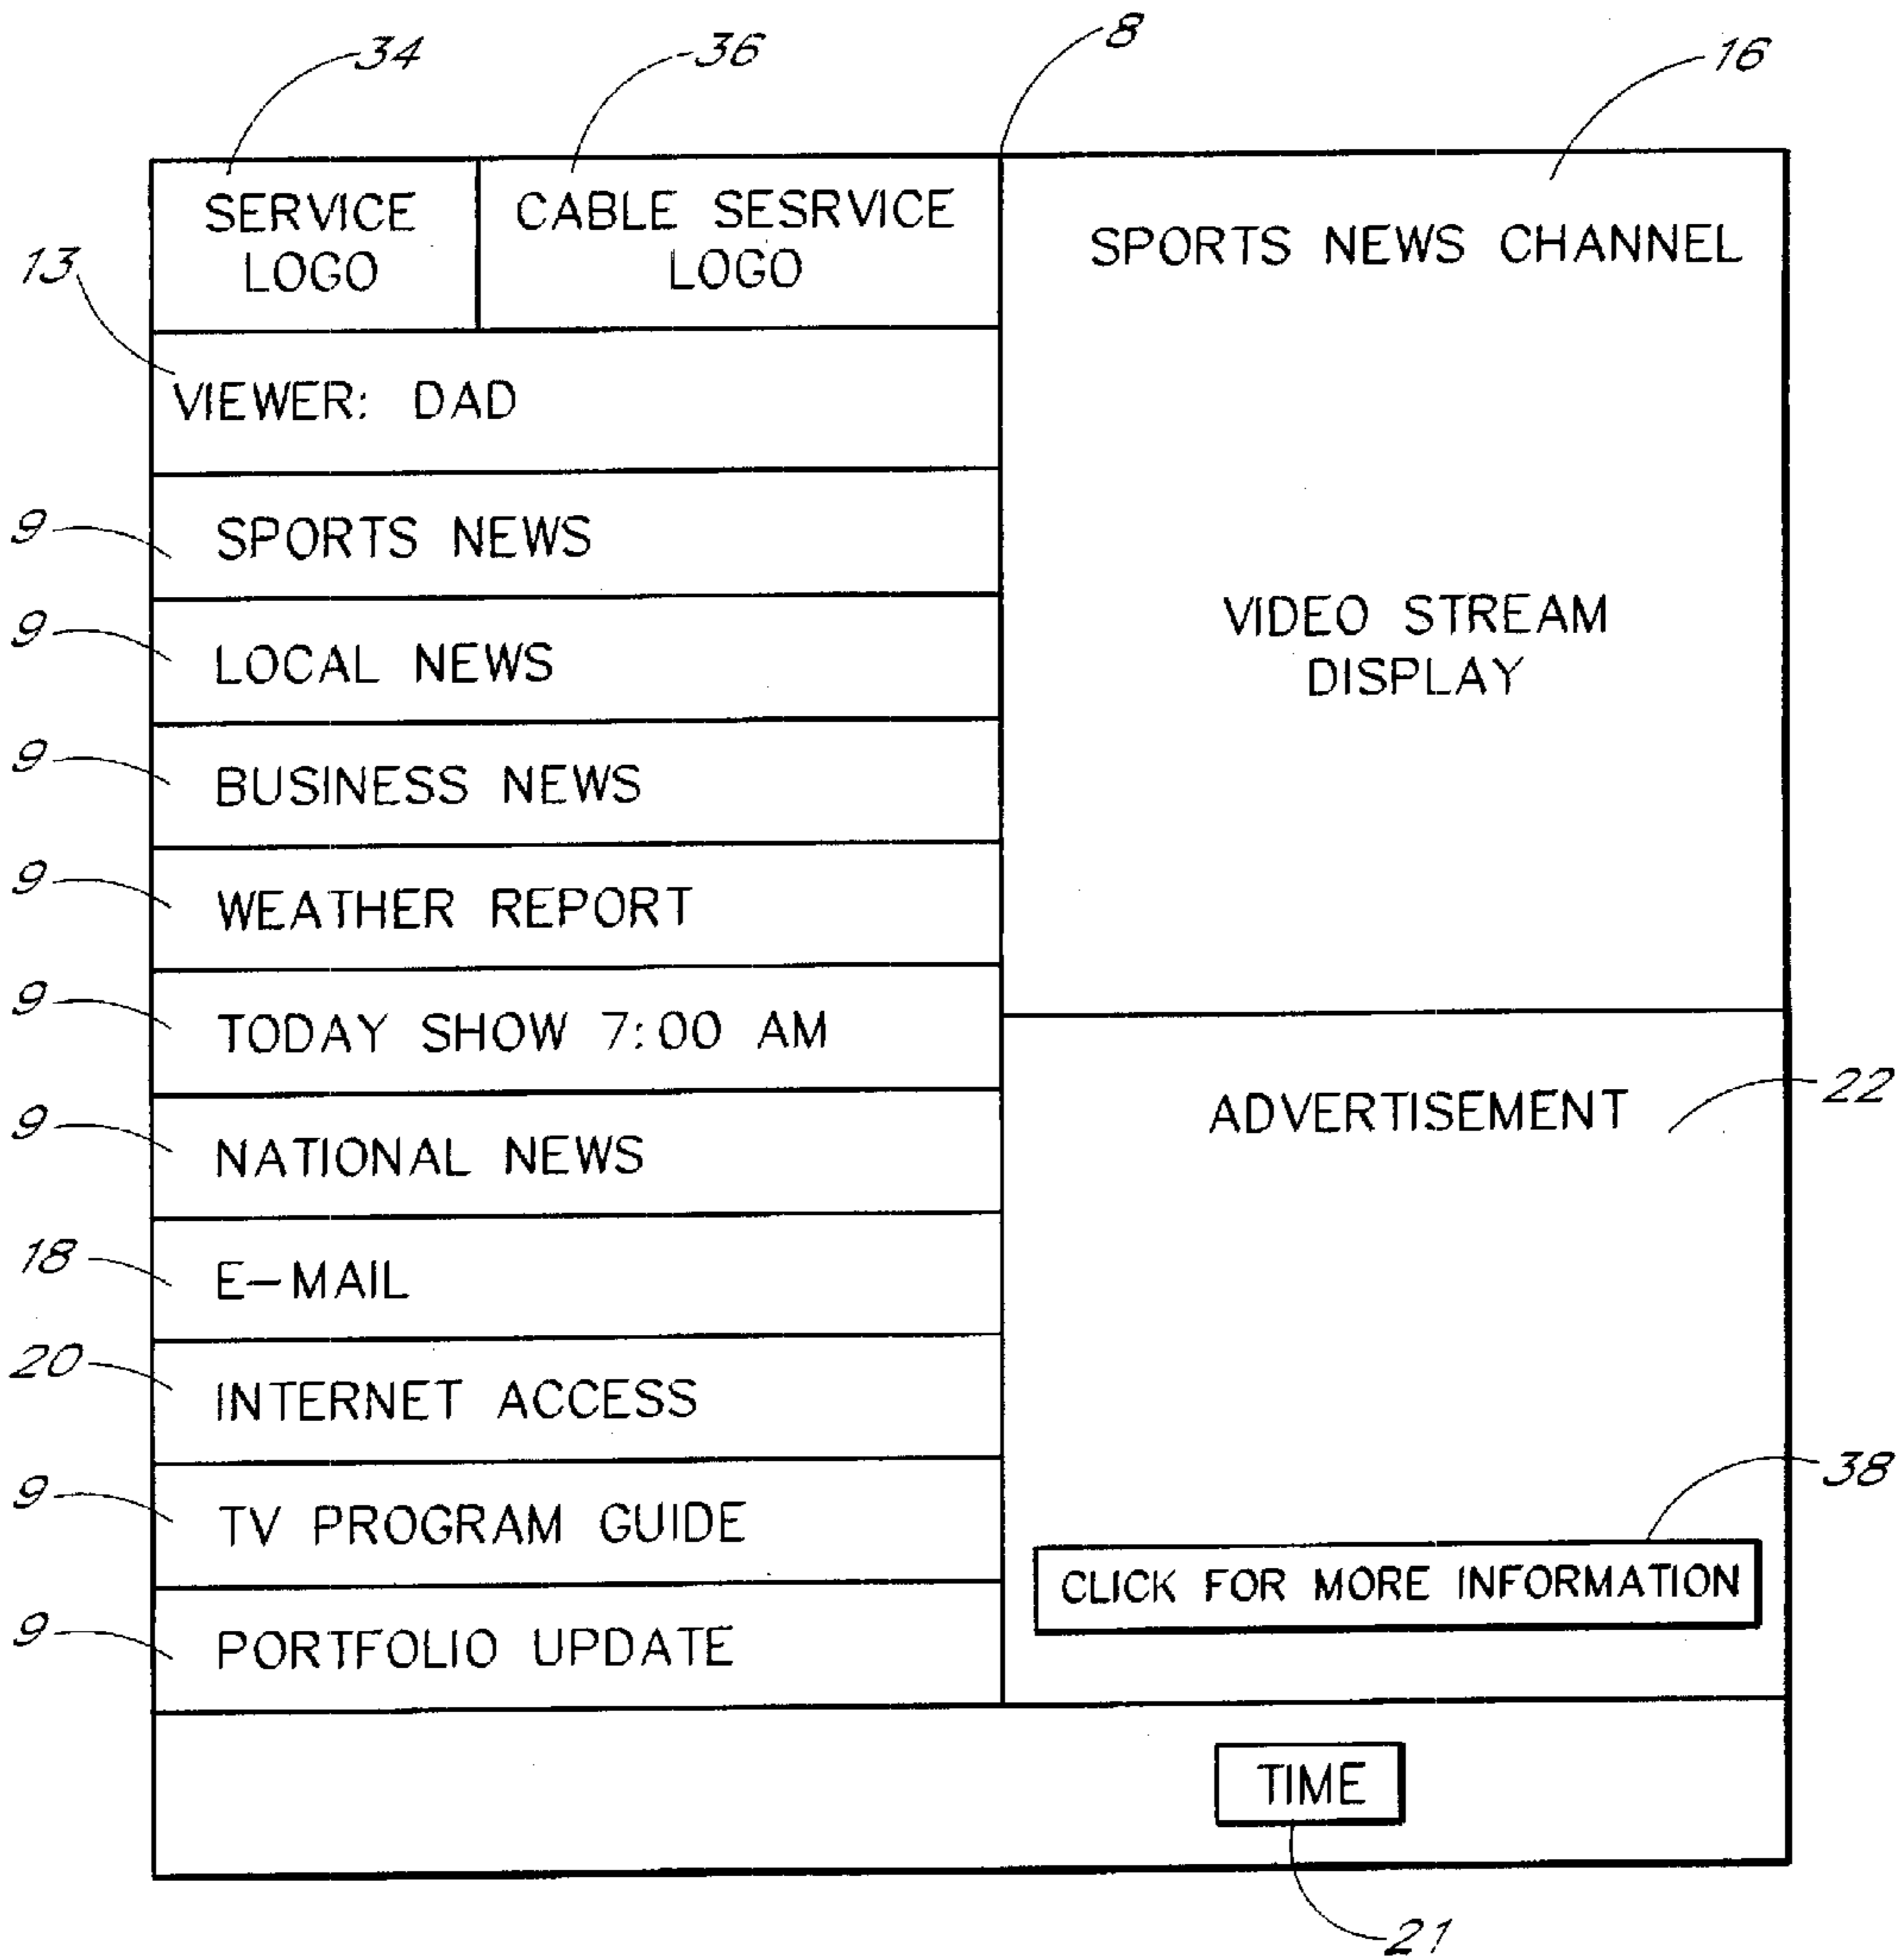 34
36
8
16
SERVICE
LOGO
CABLE SESRVICE
LOGO
SPORTS NEWS CHANNEL
13
VIEWER: DAD
9
SPORTS NEWS
9
LOCAL NEWS
VIDEO STREAM
DISPLAY
9
BUSINESS NEWS
9
WEATHER REPORT
9
TODAY SHOW 7:00 AM
ADVERTISEMENT
22
9
NATIONAL NEWS
18
E-MAIL
20
INTERNET ACCESS
38
9
TV PROGRAM GUIDE
CLICK FOR MORE INFORMATION
9
PORTFOLIO UPDATE
TIME
21